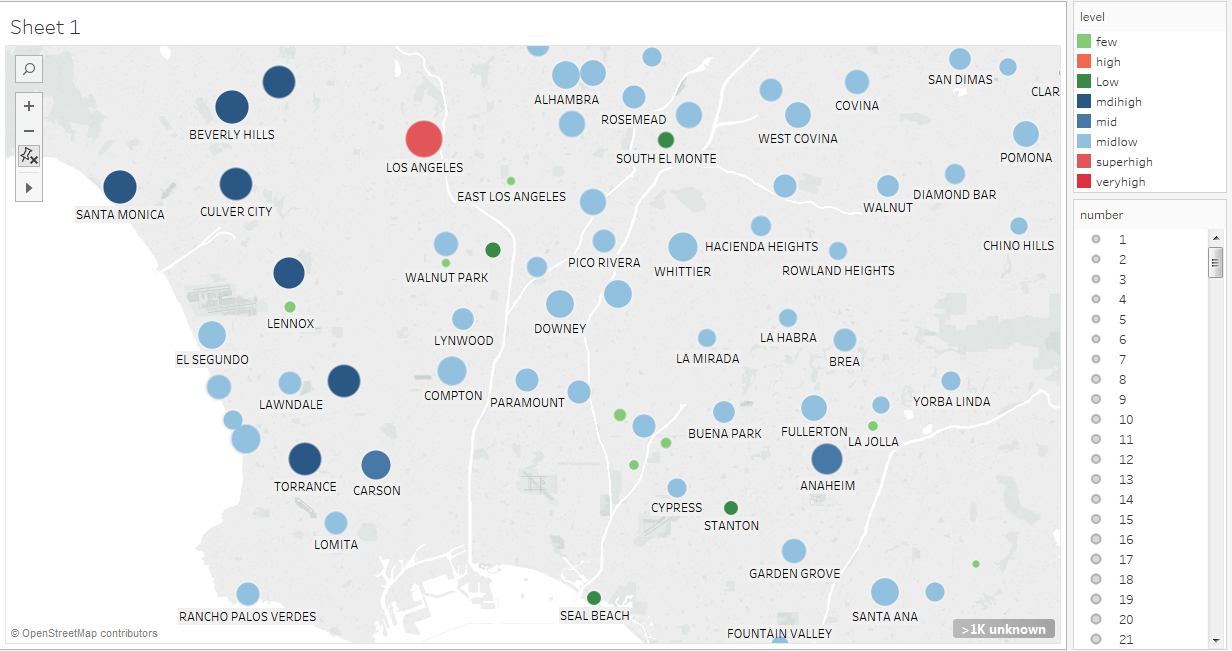 Sheet 1
SAN DIMAS
CLAR
ALHAMBRA
COVINA
BEVERLY HILLS
ROSEMEAD
WEST COVINA
LOS ANGELES
SOUTH EL MONTE
POMONA
EAST LOS ANGELES
DIAMOND BAR
WALNUT
SANTA MONICA
CULVER CITY
HACIENDA HEIGHTS
CHINO HILLS
PICO RIVERA
WHITTIER
ROWLAND HEIGHTS
WALNUT PARK
LENNOX
DOWNEY
LYNWOOD
LA HABRA
EL SEGUNDO
LA MIRADA
BREA
COMPTON
PARAMOUNT
YORBA LINDA
LAWNDALE
BUENA PARK
FULLERTON
LA JOLLA
TORRANCE
CARSON
ANAHEIM
CYPRESS
STANTON
LOMITA
GARDEN GROVE
RANCHO PALOS VERDES
SEAL BEACH
SANTA ANA
FOUNTAIN VALLEY
>1K unknown
© OpenStreetMap contributors
level
few
high
Low
mdihigh
mid
midlow
superhigh
veryhigh
number
1
2
3
4
5
6
7
8
9
10
11
12
13
14
15
16
17
18
19
20
21